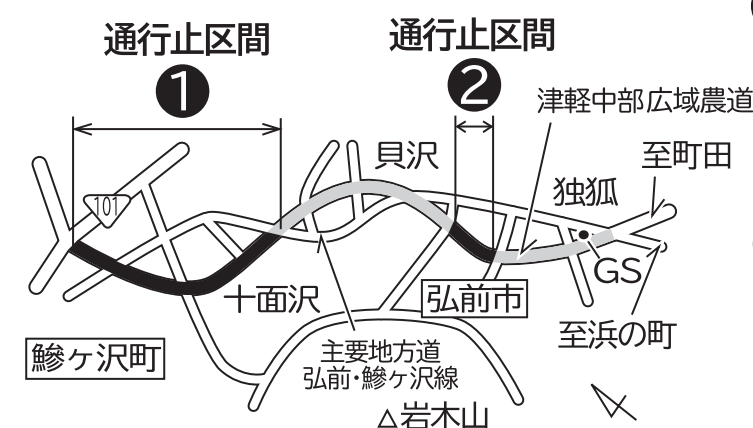 通行止区間
❶
通行止区間
❷
津軽中部広域農道
貝沢
至町田
独狐
101
GS
十面沢
弘前市
至浜の町
鰺ヶ沢町
主要地方道
弘前・鰺ヶ沢線
△岩木山